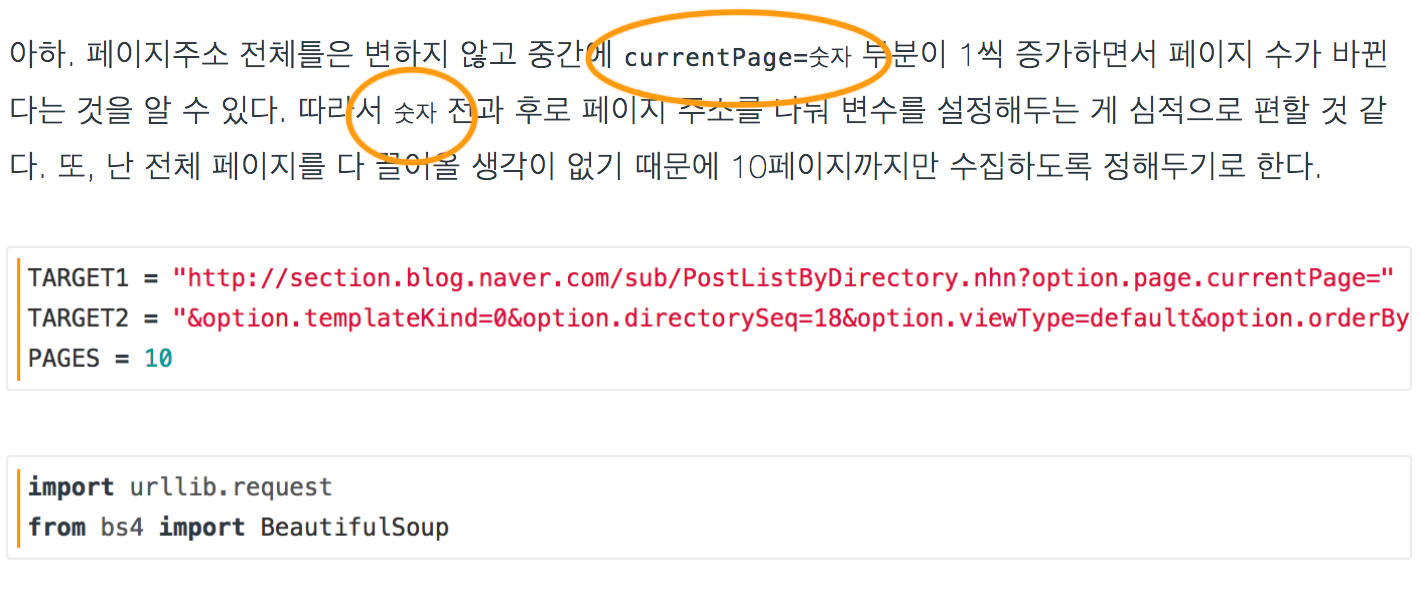 아하. 페이지주소 전체틀은 변하지 않고 중간에 currentPage=숫자 부분이 1씩 증가하면서 페이지 수가 바뀐
다는 것을 알 수 있다. 따라서 숫자 전과 후로 페이지 주소를 나눠 변수를 설정해두는 게 심적으로 편할 것 같
다. 또, 난 전체 페이지를 다 끌어올 생각이 없기 때문에 10페이지까지만 수집하도록 정해두기로 한다.
TARGET1 = "http://section.blog.naver.com/sub/PostListByDirectory.nhn?option.page.currentPage="
TARGET2 = "&option.templateKind=0&option.directorySeq=18&option.viewType=default&option.orderBy
PAGES = 10
import urllib.request
from bs4 import BeautifulSoup